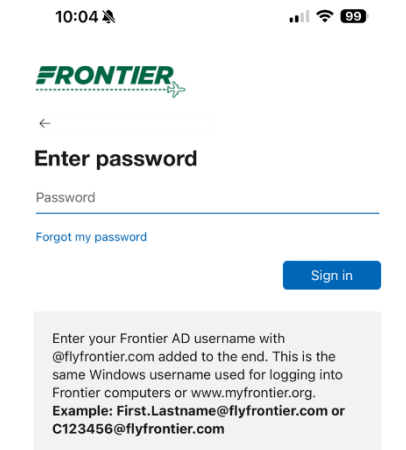 10:04
99
FRONTIER
Enter password
Password
Forgot my password
Sign in
Enter your Frontier AD username with
@flyfrontier.com added to the end. This is the
same Windows username used for logging into
Frontier computers or www.myfrontier.org.
Example: First.Lastname@flyfrontier.com or
C123456@flyfrontier.com